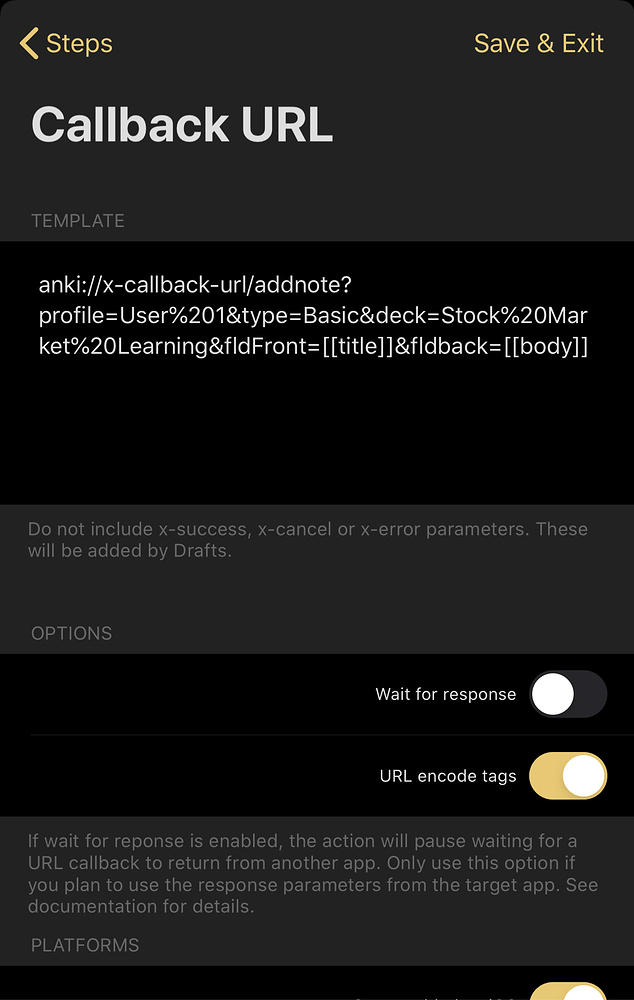 Steps
Save & Exit
Callback URL
TEMPLATE
anki://x-callback-url/addnote?
profile=User%201&type=Basic&deck=Stock%20Mar
ket%20Learning&fldFront=[[title]]&fldback=[[body]]
Do not include x-success, x-cancel or x-error parameters. These
will be added by Drafts.
OPTIONS
Wait for response
URL encode tags
If wait for reponse is enabled, the action will pause waiting for a
URL callback to return from another app. Only use this option if
you plan to use the response parameters from the target app. See
documentation for details.
PLATFORMS